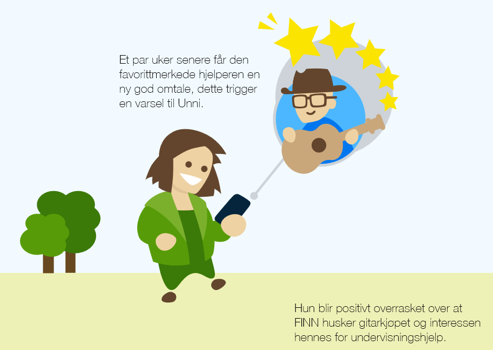 Et par uker senere får den
favorittmerkede hjelperen en
ny god omtale, dette trigger
en varsel til Unni.
Hun blir positivt overrasket over at
FINN husker gitarkjøpet og interessen
hennes for undervisningshjelp.